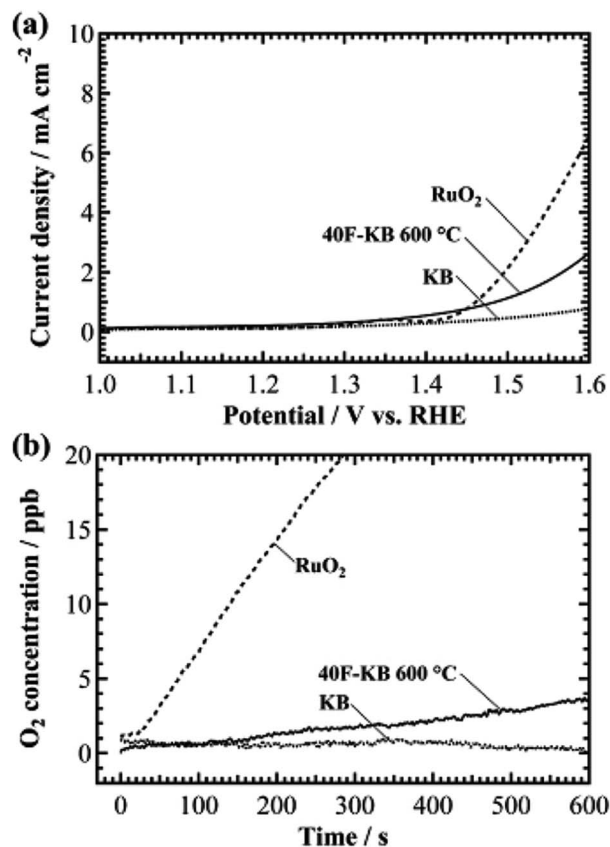 (a)
10
8
6
4
2
0
Current density / mA cm⁻²
RuO₂
40F-KB 600 °C
KB
1.0 1.1 1.2 1.3 1.4 1.5 1.6
Potential / V vs. RHE
(b)
20
15
10
5
0
O₂ concentration / ppb
RuO₂
40F-KB 600 °C
KB
0 100 200 300 400 500 600
Time / s